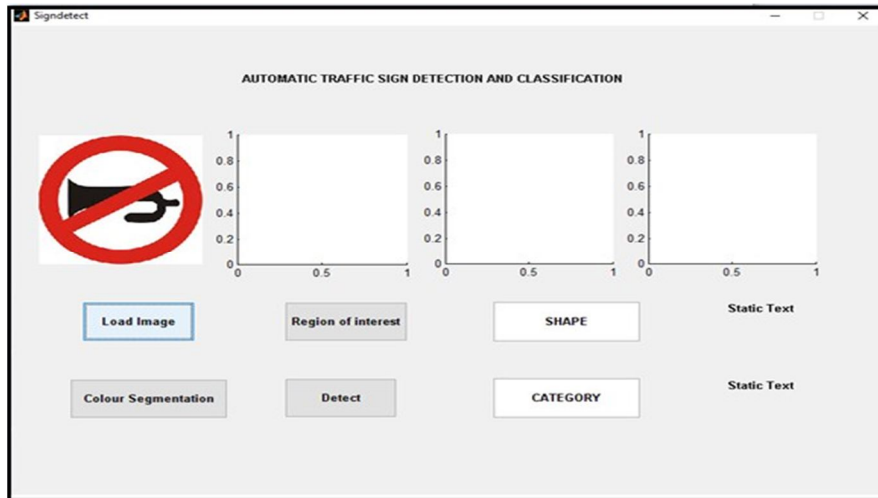 Signdetect
AUTOMATIC TRAFFIC SIGN DETECTION AND CLASSIFICATION
1
0.8
0.6
0.4
0.2
0
0 0.5 1
1
0.8
0.6
0.4
0.2
0
0 0.5 1
1
0.8
0.6
0.4
0.2
0
0 0.5 1
Load Image
Region of interest
SHAPE
Static Text
Colour Segmentation
Detect
CATEGORY
Static Text